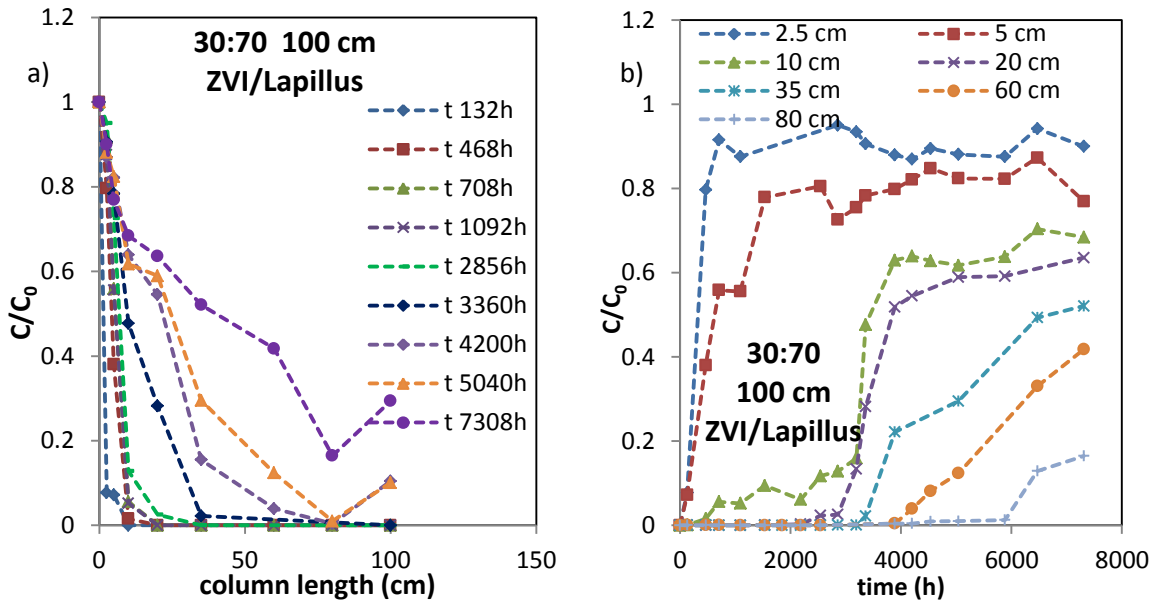 a)
30:70 100 cm
ZVI/Lapillus
C/C0
1.2
1
0.8
0.6
0.4
0.2
0
0 50 100 150
column length (cm)
t 132h
t 468h
t 708h
t 1092h
t 2856h
t 3360h
t 4200h
t 5040h
t 7308h
b)
2.5 cm 5 cm
10 cm 20 cm
35 cm 60 cm
80 cm
30:70
100 cm
ZVI/Lapillus
C/C0
1.2
1
0.8
0.6
0.4
0.2
0
0 2000 4000 6000 8000
time (h)